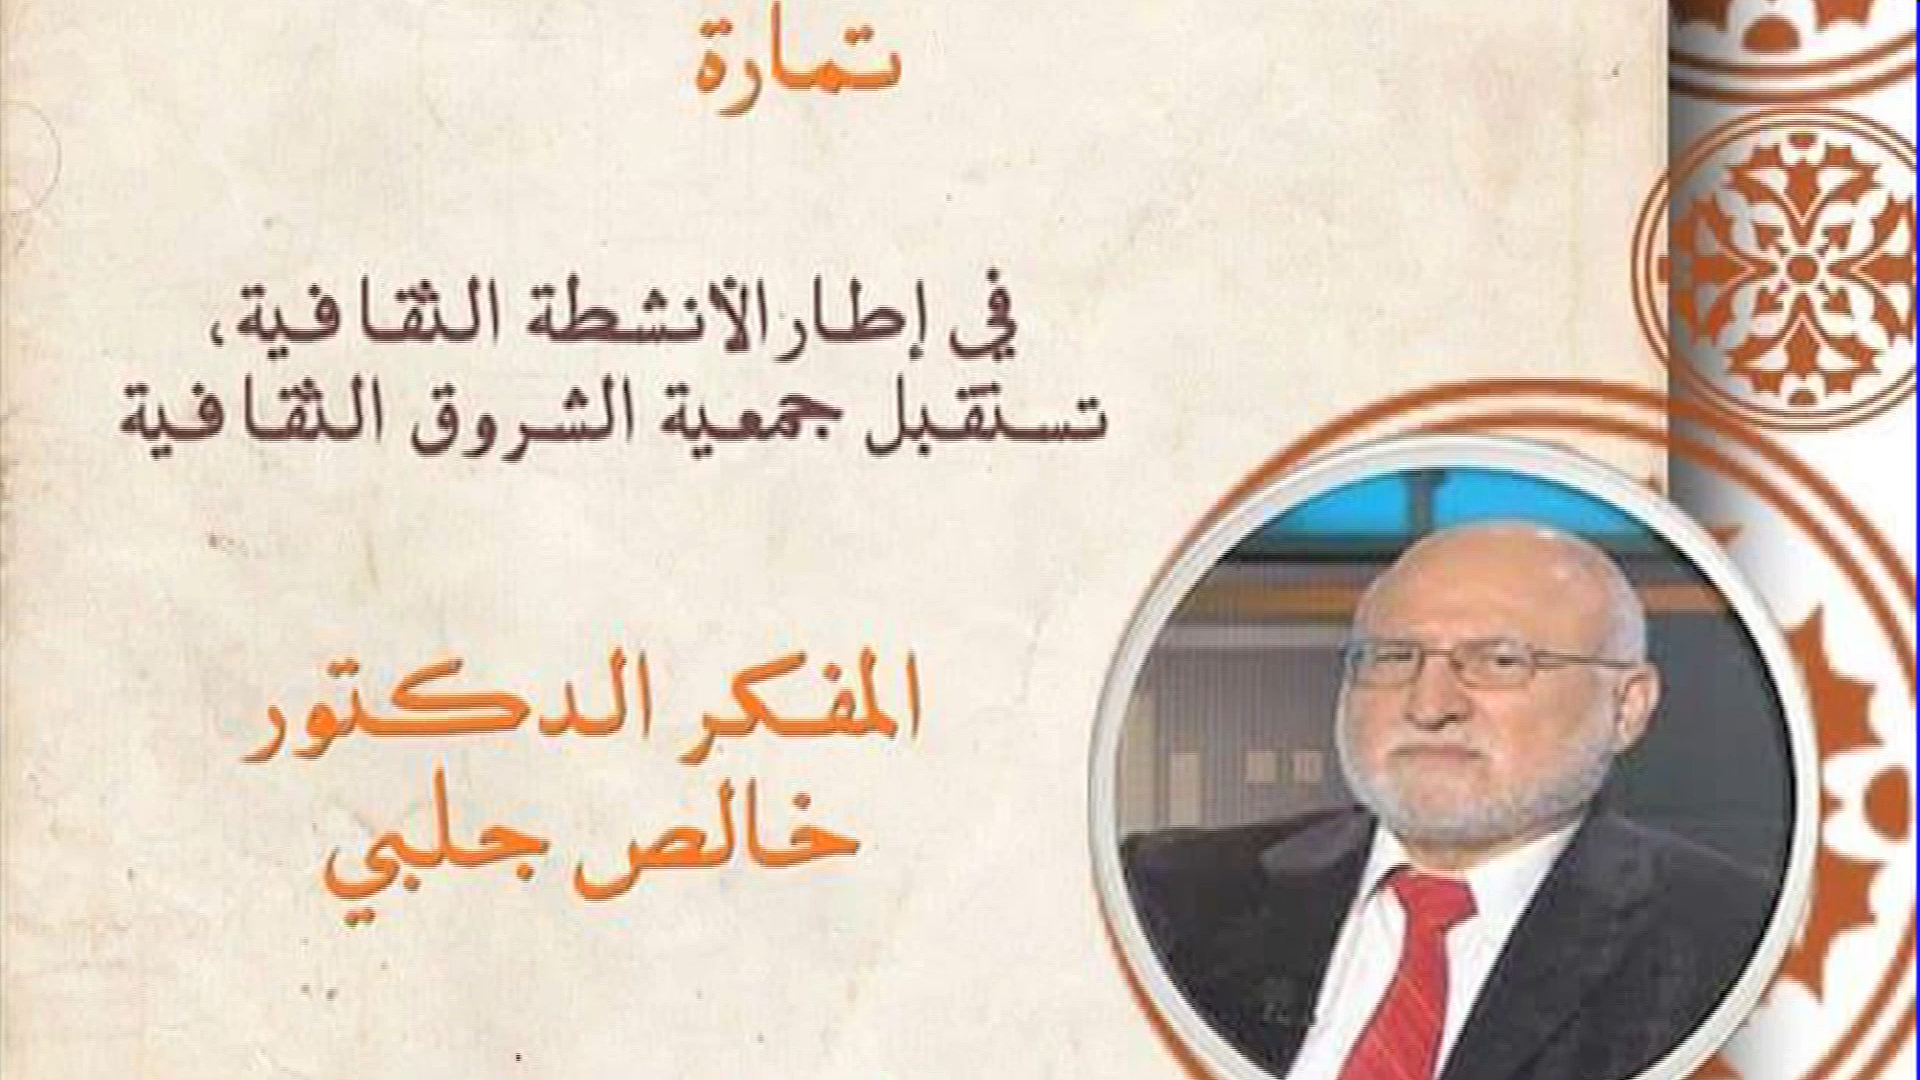 تمارة
في إطار الأنشطة الثقافية،
تستقبل جمعية الشروق الثقافية
المفكر الدكتور
خالص جلبي